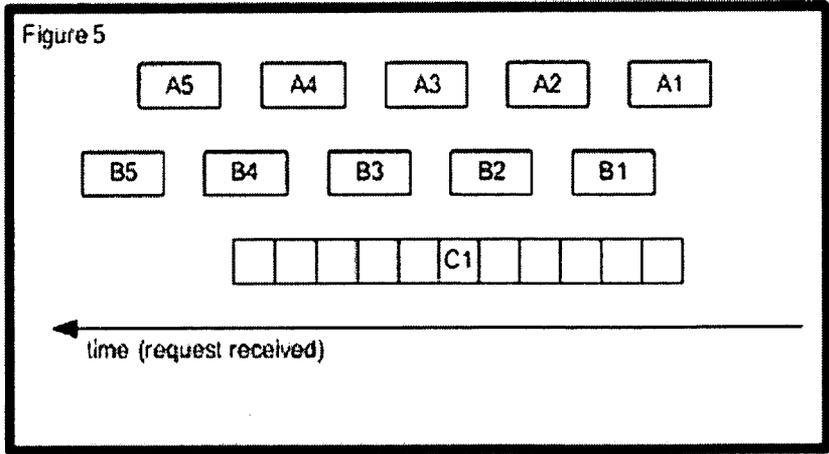 Figure 5
A5 A4 A3 A2 A1
B5 B4 B3 B2 B1
C1
time (request received)